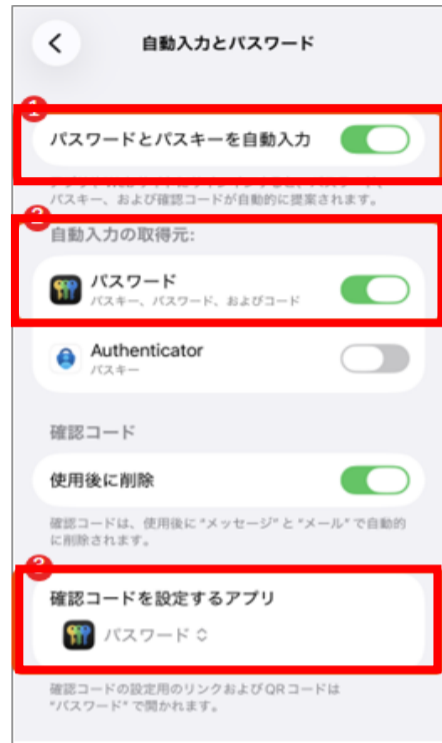 自動入力とパスワード
1
パスワードとパスキーを自動入力
パスキー、および確認コードが自動的に提案されます。
2
自動入力の取得元:
パスワード
パスキー、パスワード、およびコード
Authenticator
パスキー
確認コード
使用後に削除
確認コードは、使用後に"メッセージ"と"メール"で自動的
に削除されます。
3
確認コードを設定するアプリ
パスワード
確認コードの設定用のリンクおよびQRコードは
"パスワード"で開かれます。